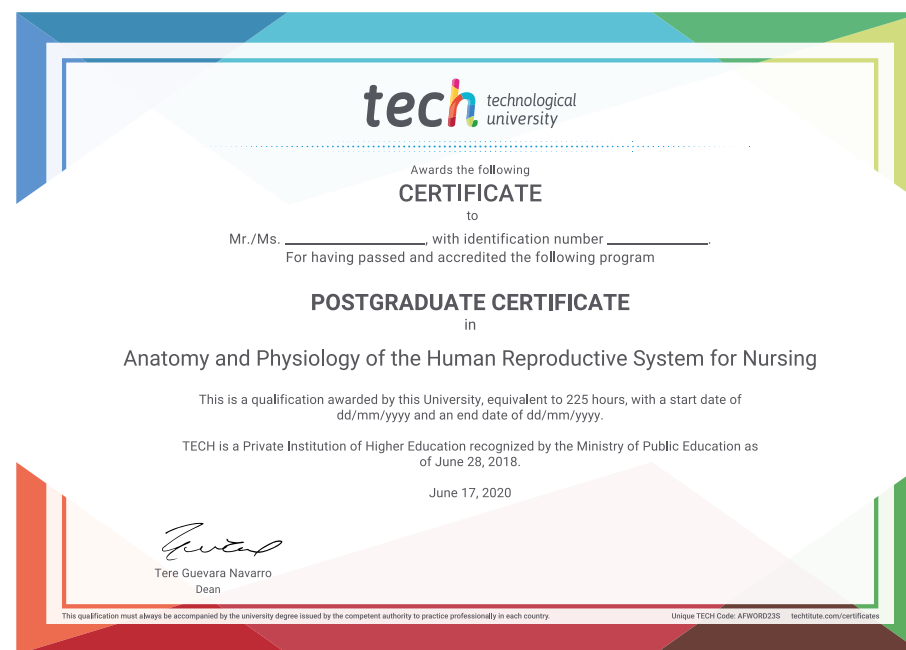 tech technological
university
Awards the following
CERTIFICATE
to
Mr./Ms. ____________, with identification number ____________.
For having passed and accredited the following program
POSTGRADUATE CERTIFICATE
in
Anatomy and Physiology of the Human Reproductive System for Nursing
This is a qualification awarded by this University, equivalent to 225 hours, with a start date of
dd/mm/yyyy and an end date of dd/mm/yyyy.
TECH is a Private Institution of Higher Education recognized by the Ministry of Public Education as
of June 28, 2018.
June 17, 2020
Tere Guevara Navarro
Dean
This qualification must always be accompanied by the university degree issued by the competent authority to practice professionally in each country. Unique TECH Code: AFWORD23S techtitute.com/certificates